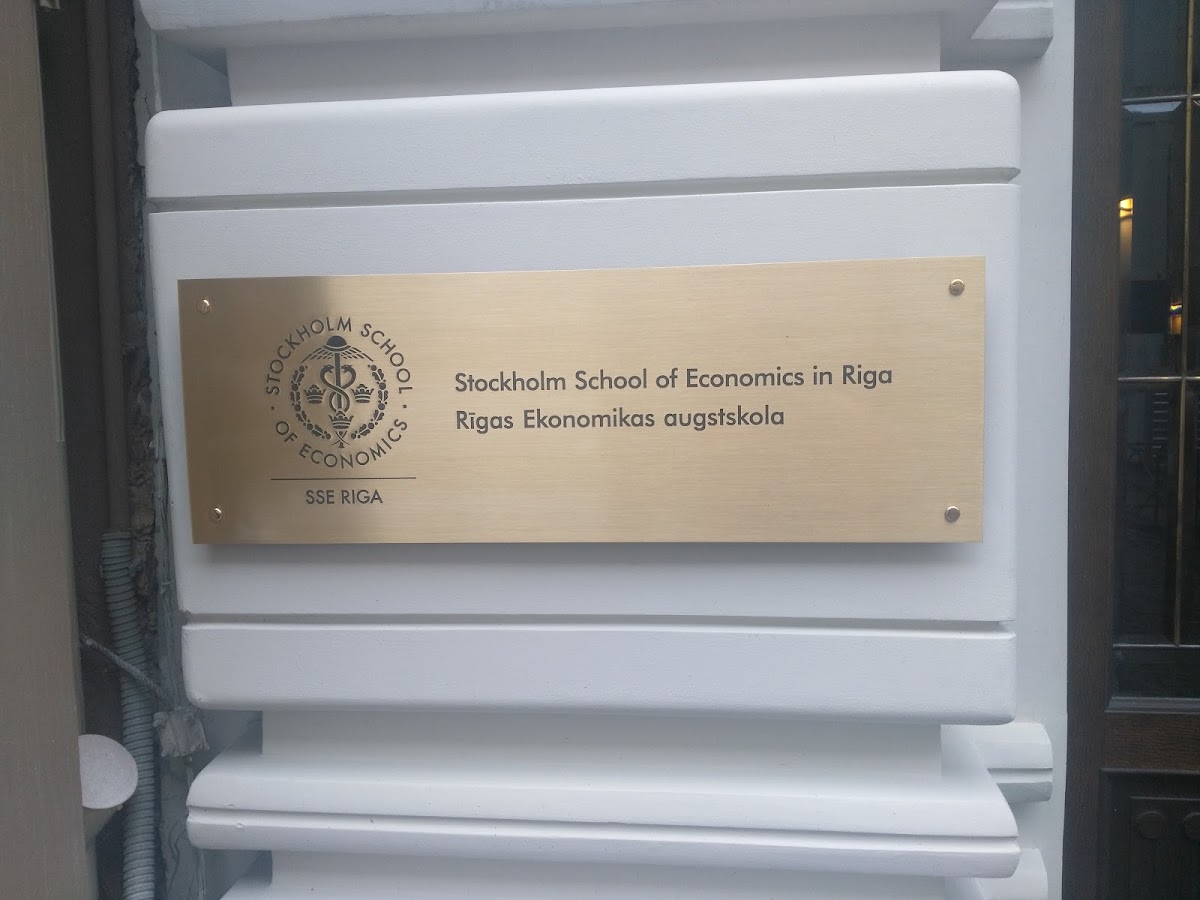 STOCKHOLM SCHOOL
· OF ECONOMICS ·
SSE RIGA
Stockholm School of Economics in Riga
Rīgas Ekonomikas augstskola